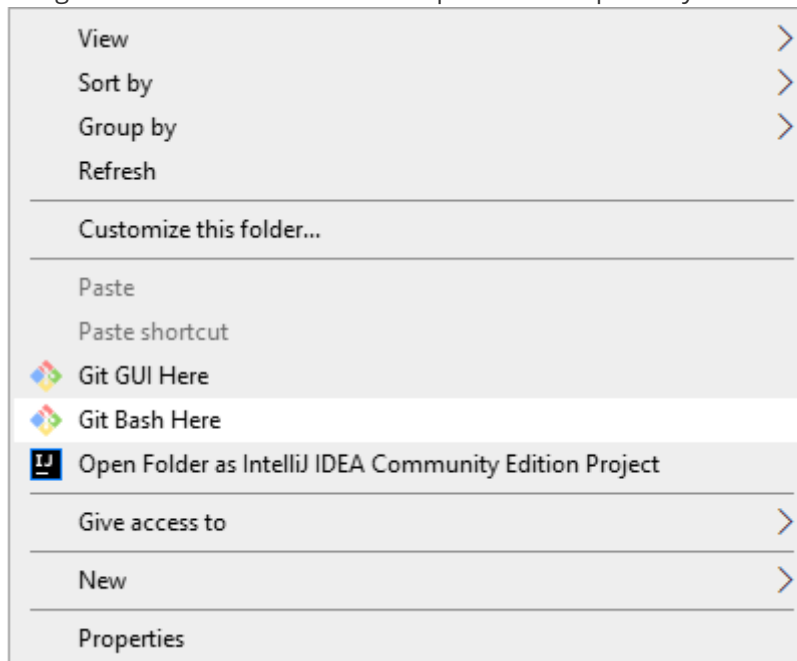 View
Sort by
Group by
Refresh
Customize this folder...
Paste
Paste shortcut
Git GUI Here
Git Bash Here
IJ Open Folder as IntelliJ IDEA Community Edition Project
Give access to
New
Properties